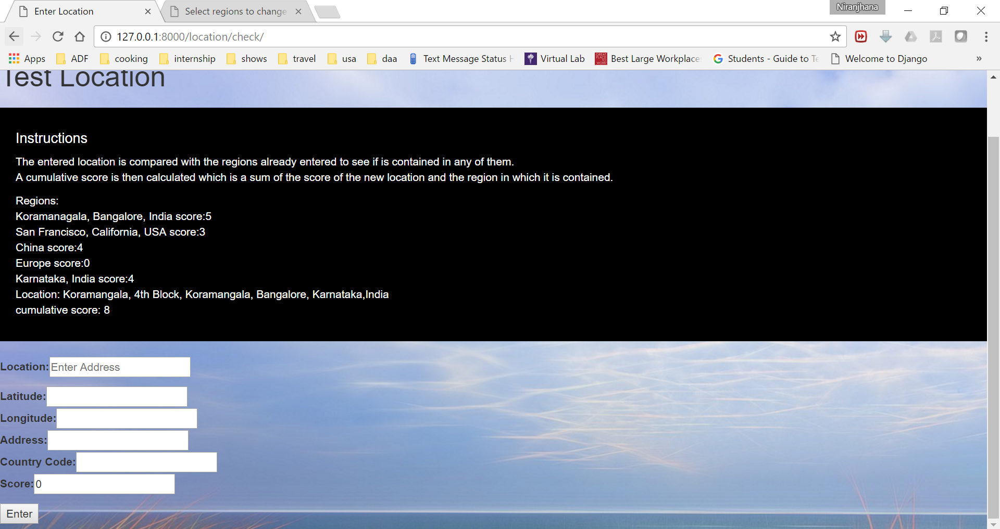 Enter Location
Select regions to change
Niranjhana
127.0.0.1:8000/location/check/
Apps
ADF
cooking
internship
shows
travel
usa
daa
Text Message Status
Virtual Lab
Best Large Workplace
Students - Guide to
Welcome to Django
»
Test Location
Instructions
The entered location is compared with the regions already entered to see if is contained in any of them.
A cumulative score is then calculated which is a sum of the score of the new location and the region in which it is contained.
Regions:
Koramanagala, Bangalore, India score:5
San Francisco, California, USA score:3
China score:4
Europe score:0
Karnataka, India score:4
Location: Koramangala, 4th Block, Koramangala, Bangalore, Karnataka,India
cumulative score: 8
Location: Enter Address
Latitude:
Longitude:
Address:
Country Code:
Score: 0
Enter